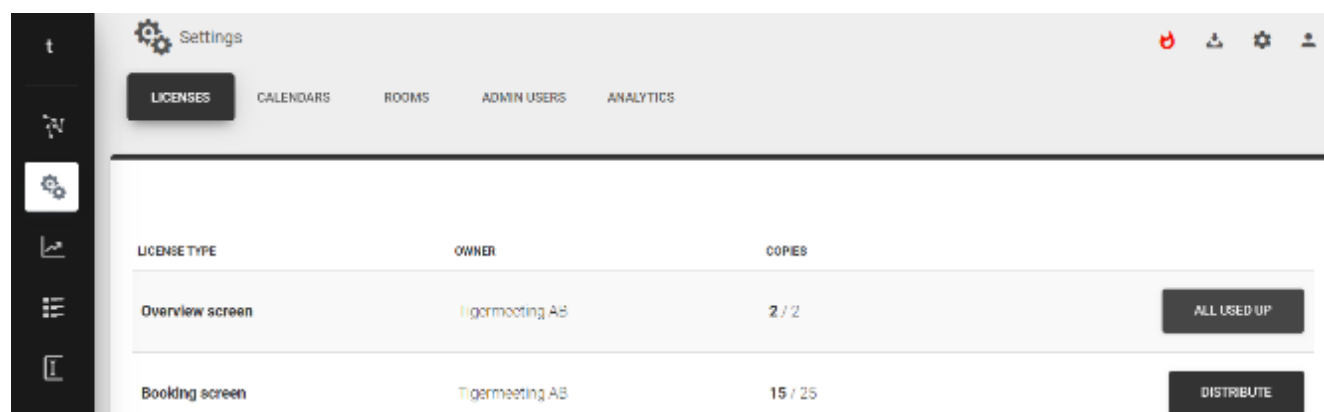 t
Settings
LICENSES CALENDARS ROOMS ADMIN USERS ANALYTICS
LICENSE TYPE OWNER COPIES
Overview screen Tigermeeting AB 2 / 2 ALL USED UP
Booking screen Tigermeeting AB 15 / 25 DISTRIBUTE